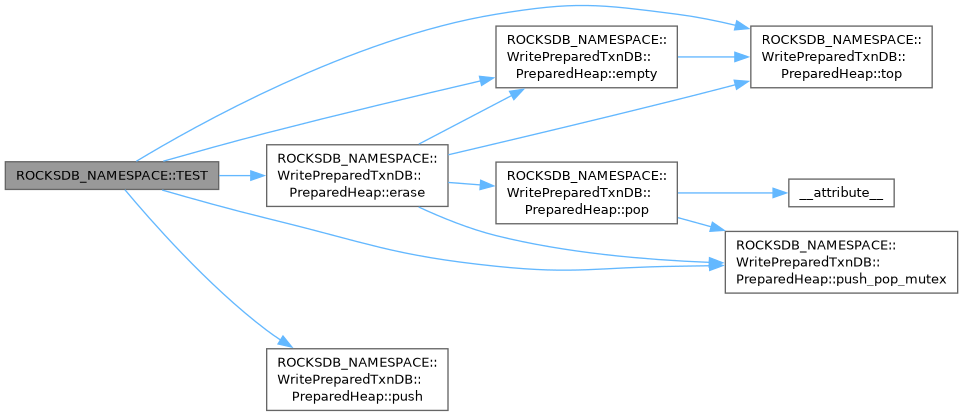 ROCKSDB_NAMESPACE::TEST
ROCKSDB_NAMESPACE::
WritePreparedTxnDB::
PreparedHeap::erase
ROCKSDB_NAMESPACE::
WritePreparedTxnDB::
PreparedHeap::push
ROCKSDB_NAMESPACE::
WritePreparedTxnDB::
PreparedHeap::empty
ROCKSDB_NAMESPACE::
WritePreparedTxnDB::
PreparedHeap::pop
ROCKSDB_NAMESPACE::
WritePreparedTxnDB::
PreparedHeap::top
__attribute__
ROCKSDB_NAMESPACE::
WritePreparedTxnDB::
PreparedHeap::push_pop_mutex